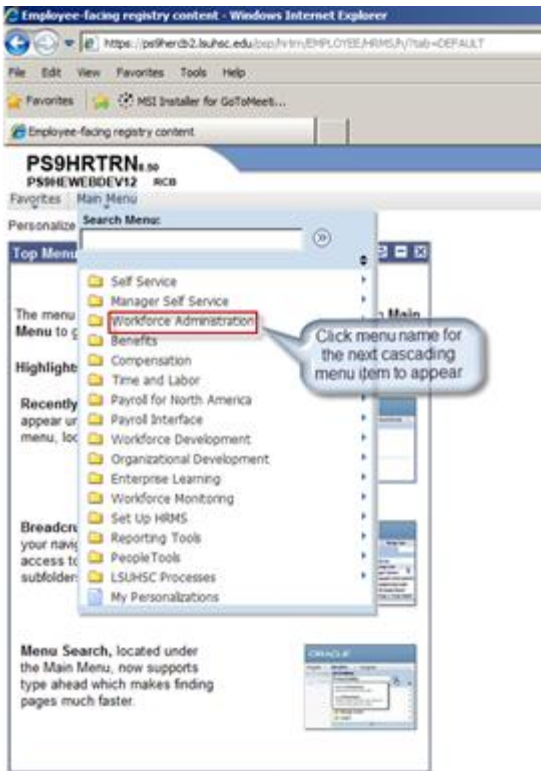 Employee-facing registry content - Windows Internet Explorer
https://ps9hercb2.lsuhsc.edu/psp/hrtrn/EMPLOYEE/HRMS/h/?tab=DEFAULT
File Edit View Favorites Tools Help
Favorites MSI Installer for GoToMeeti...
Employee-facing registry content
PS9HRTRN8.50
PS9HEWEBDEV12 RCB
Favorites Main Menu
Personalize
Search Menu:
Top Menu
Self Service
Manager Self Service
The menu
Main
Workforce Administration
Menu to g
Click menu name for
the next cascading
menu item to appear
Benefits
Compensation
Highlight
Time and Labor
Payroll for North America
Recently
appear ur
Payroll Interface
menu, loc
Workforce Development
Organizational Development
Enterprise Learning
Workforce Monitoring
Set Up HRMS
Breadcru
Reporting Tools
your navig
access to
PeopleTools
subfolder
LSUHSC Processes
My Personalizations
Menu Search, located under
the Main Menu, now supports
type ahead which makes finding
pages much faster.
ORACLE